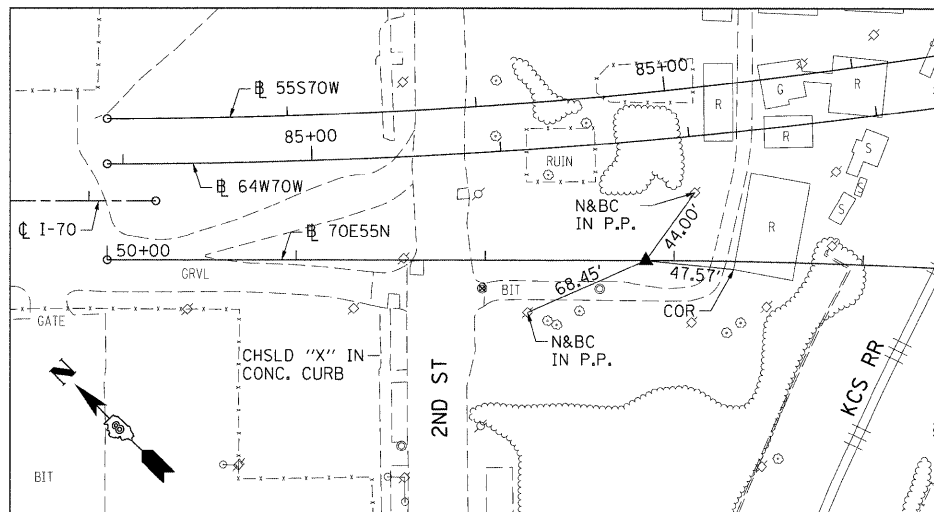 85+00
℄ 55S70W
G
R
R
85+00
R
RUIN
S
℄ 64W70W
N&BC
IN P.P.
S
℄ I-70
50+00
℄ 70E55N
44.00'
R
GRVL
68.45'
47.57'
BIT
COR
GATE
N&BC
IN P.P.
CHSLD "X" IN
CONC. CURB
2ND ST
KCS RR
N
BIT